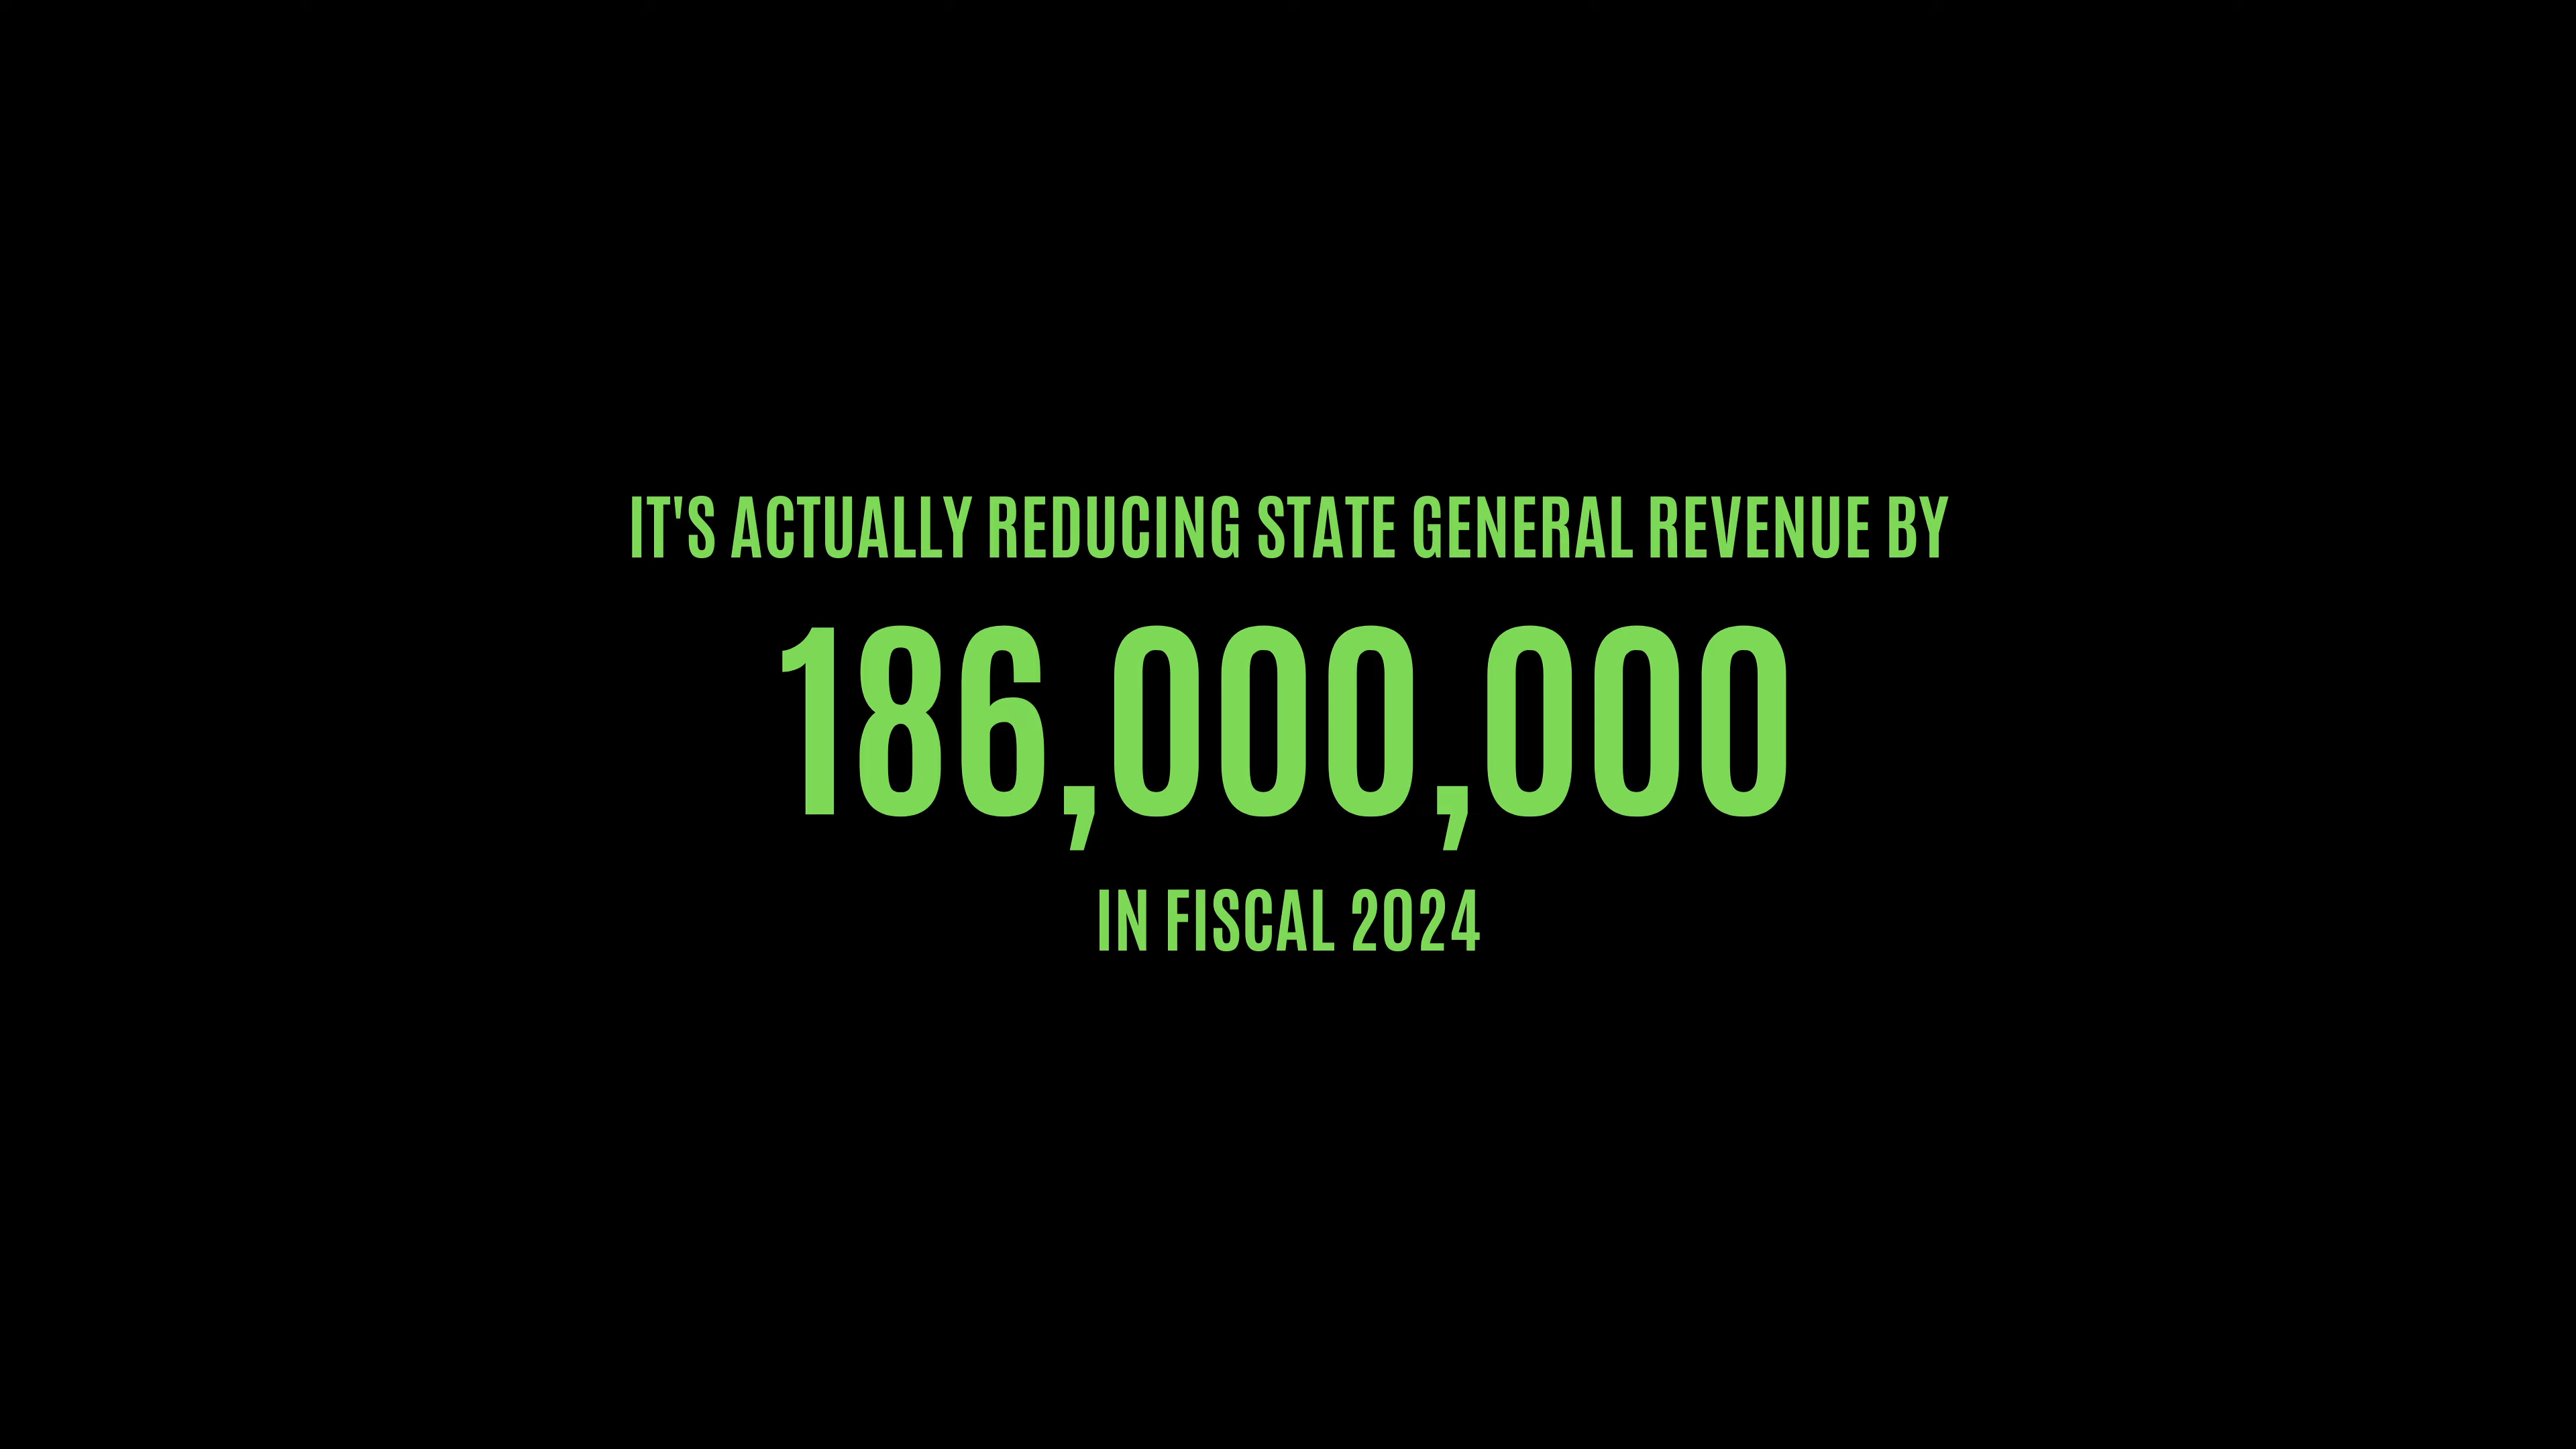 IT'S ACTUALLY REDUCING STATE GENERAL REVENUE BY
186,000,000
IN FISCAL 2024